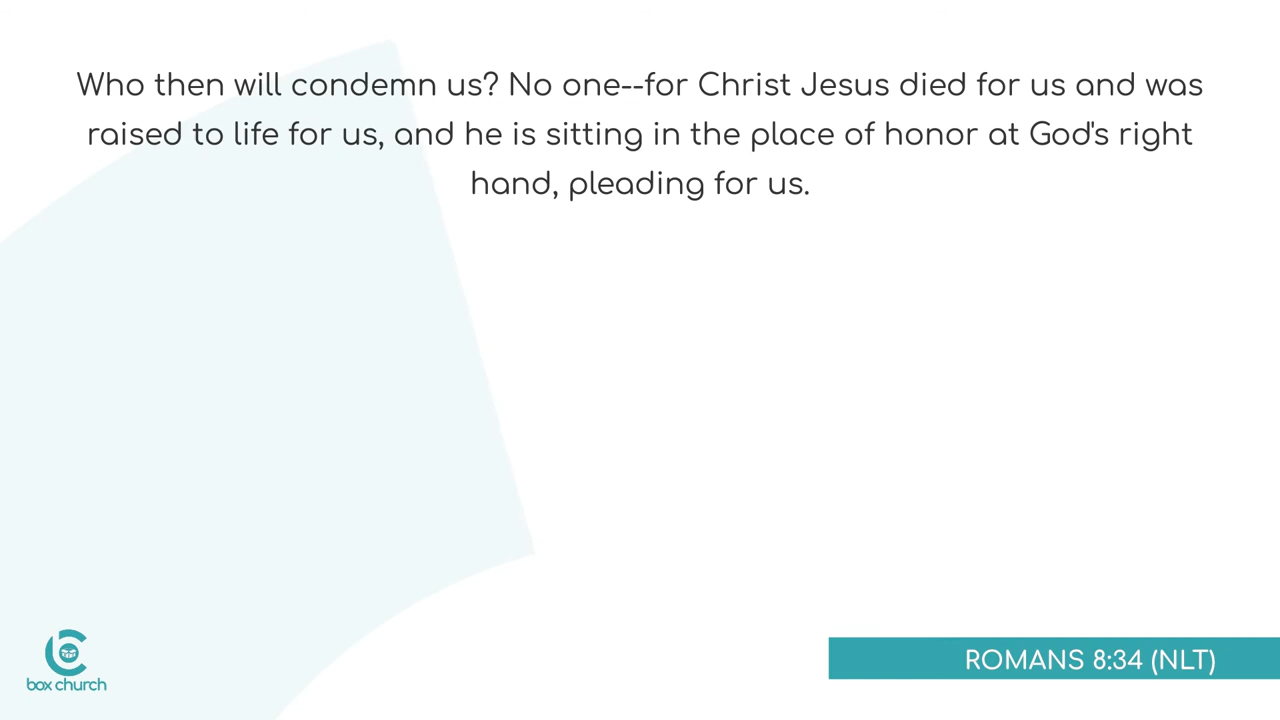 Who then will condemn us? No one--for Christ Jesus died for us and was
raised to life for us, and he is sitting in the place of honor at God's right
hand, pleading for us.
box church
ROMANS 8:34 (NLT)